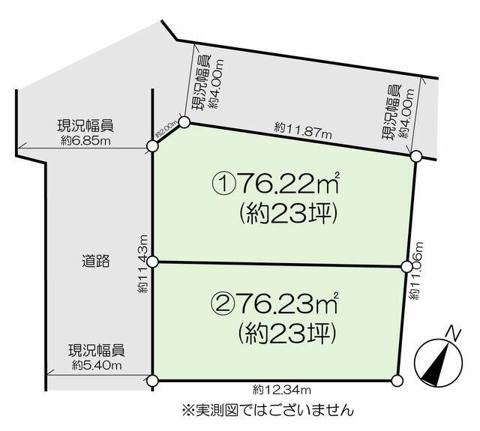 現況幅員
約4.00m
現況幅員
約4.00m
現況幅員
約6.85m
約2.00m
約11.87m
①76.22㎡
(約23坪)
道路
約11.43m
約11.06m
②76.23㎡
(約23坪)
現況幅員
約5.40m
約12.34m
N
※実測図ではございません